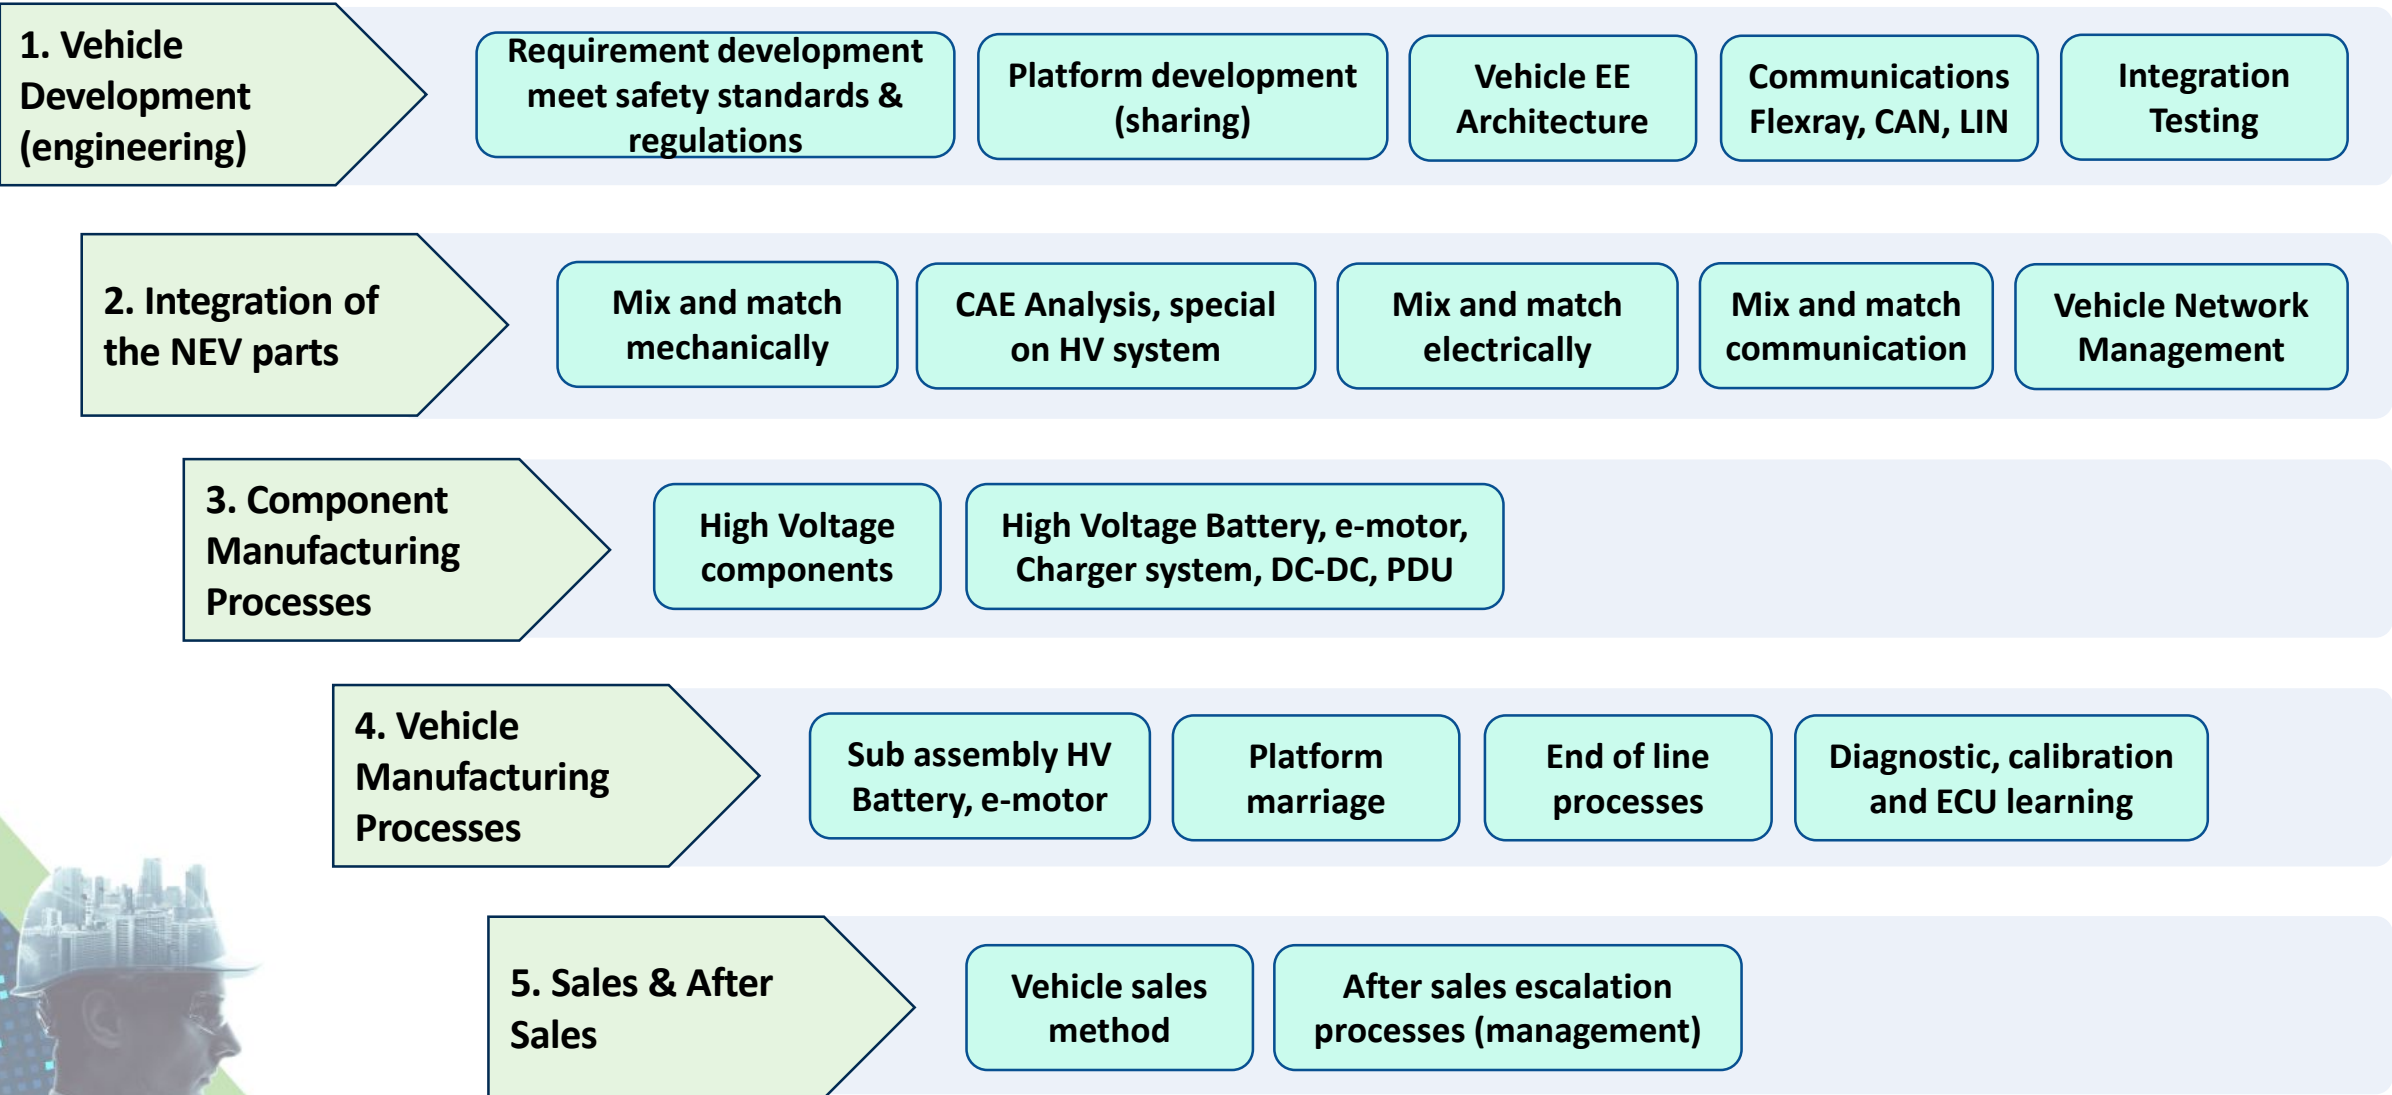 1. Vehicle
Development
(engineering)
Requirement development
meet safety standards &
regulations
Platform development
(sharing)
Vehicle EE
Architecture
Communications
Flexray, CAN, LIN
Integration
Testing
2. Integration of
the NEV parts
Mix and match
mechanically
CAE Analysis, special
on HV system
Mix and match
electrically
Mix and match
communication
Vehicle Network
Management
3. Component
Manufacturing
Processes
High Voltage
components
High Voltage Battery, e-motor,
Charger system, DC-DC, PDU
4. Vehicle
Manufacturing
Processes
Sub assembly HV
Battery, e-motor
Platform
marriage
End of line
processes
Diagnostic, calibration
and ECU learning
5. Sales & After
Sales
Vehicle sales
method
After sales escalation
processes (management)